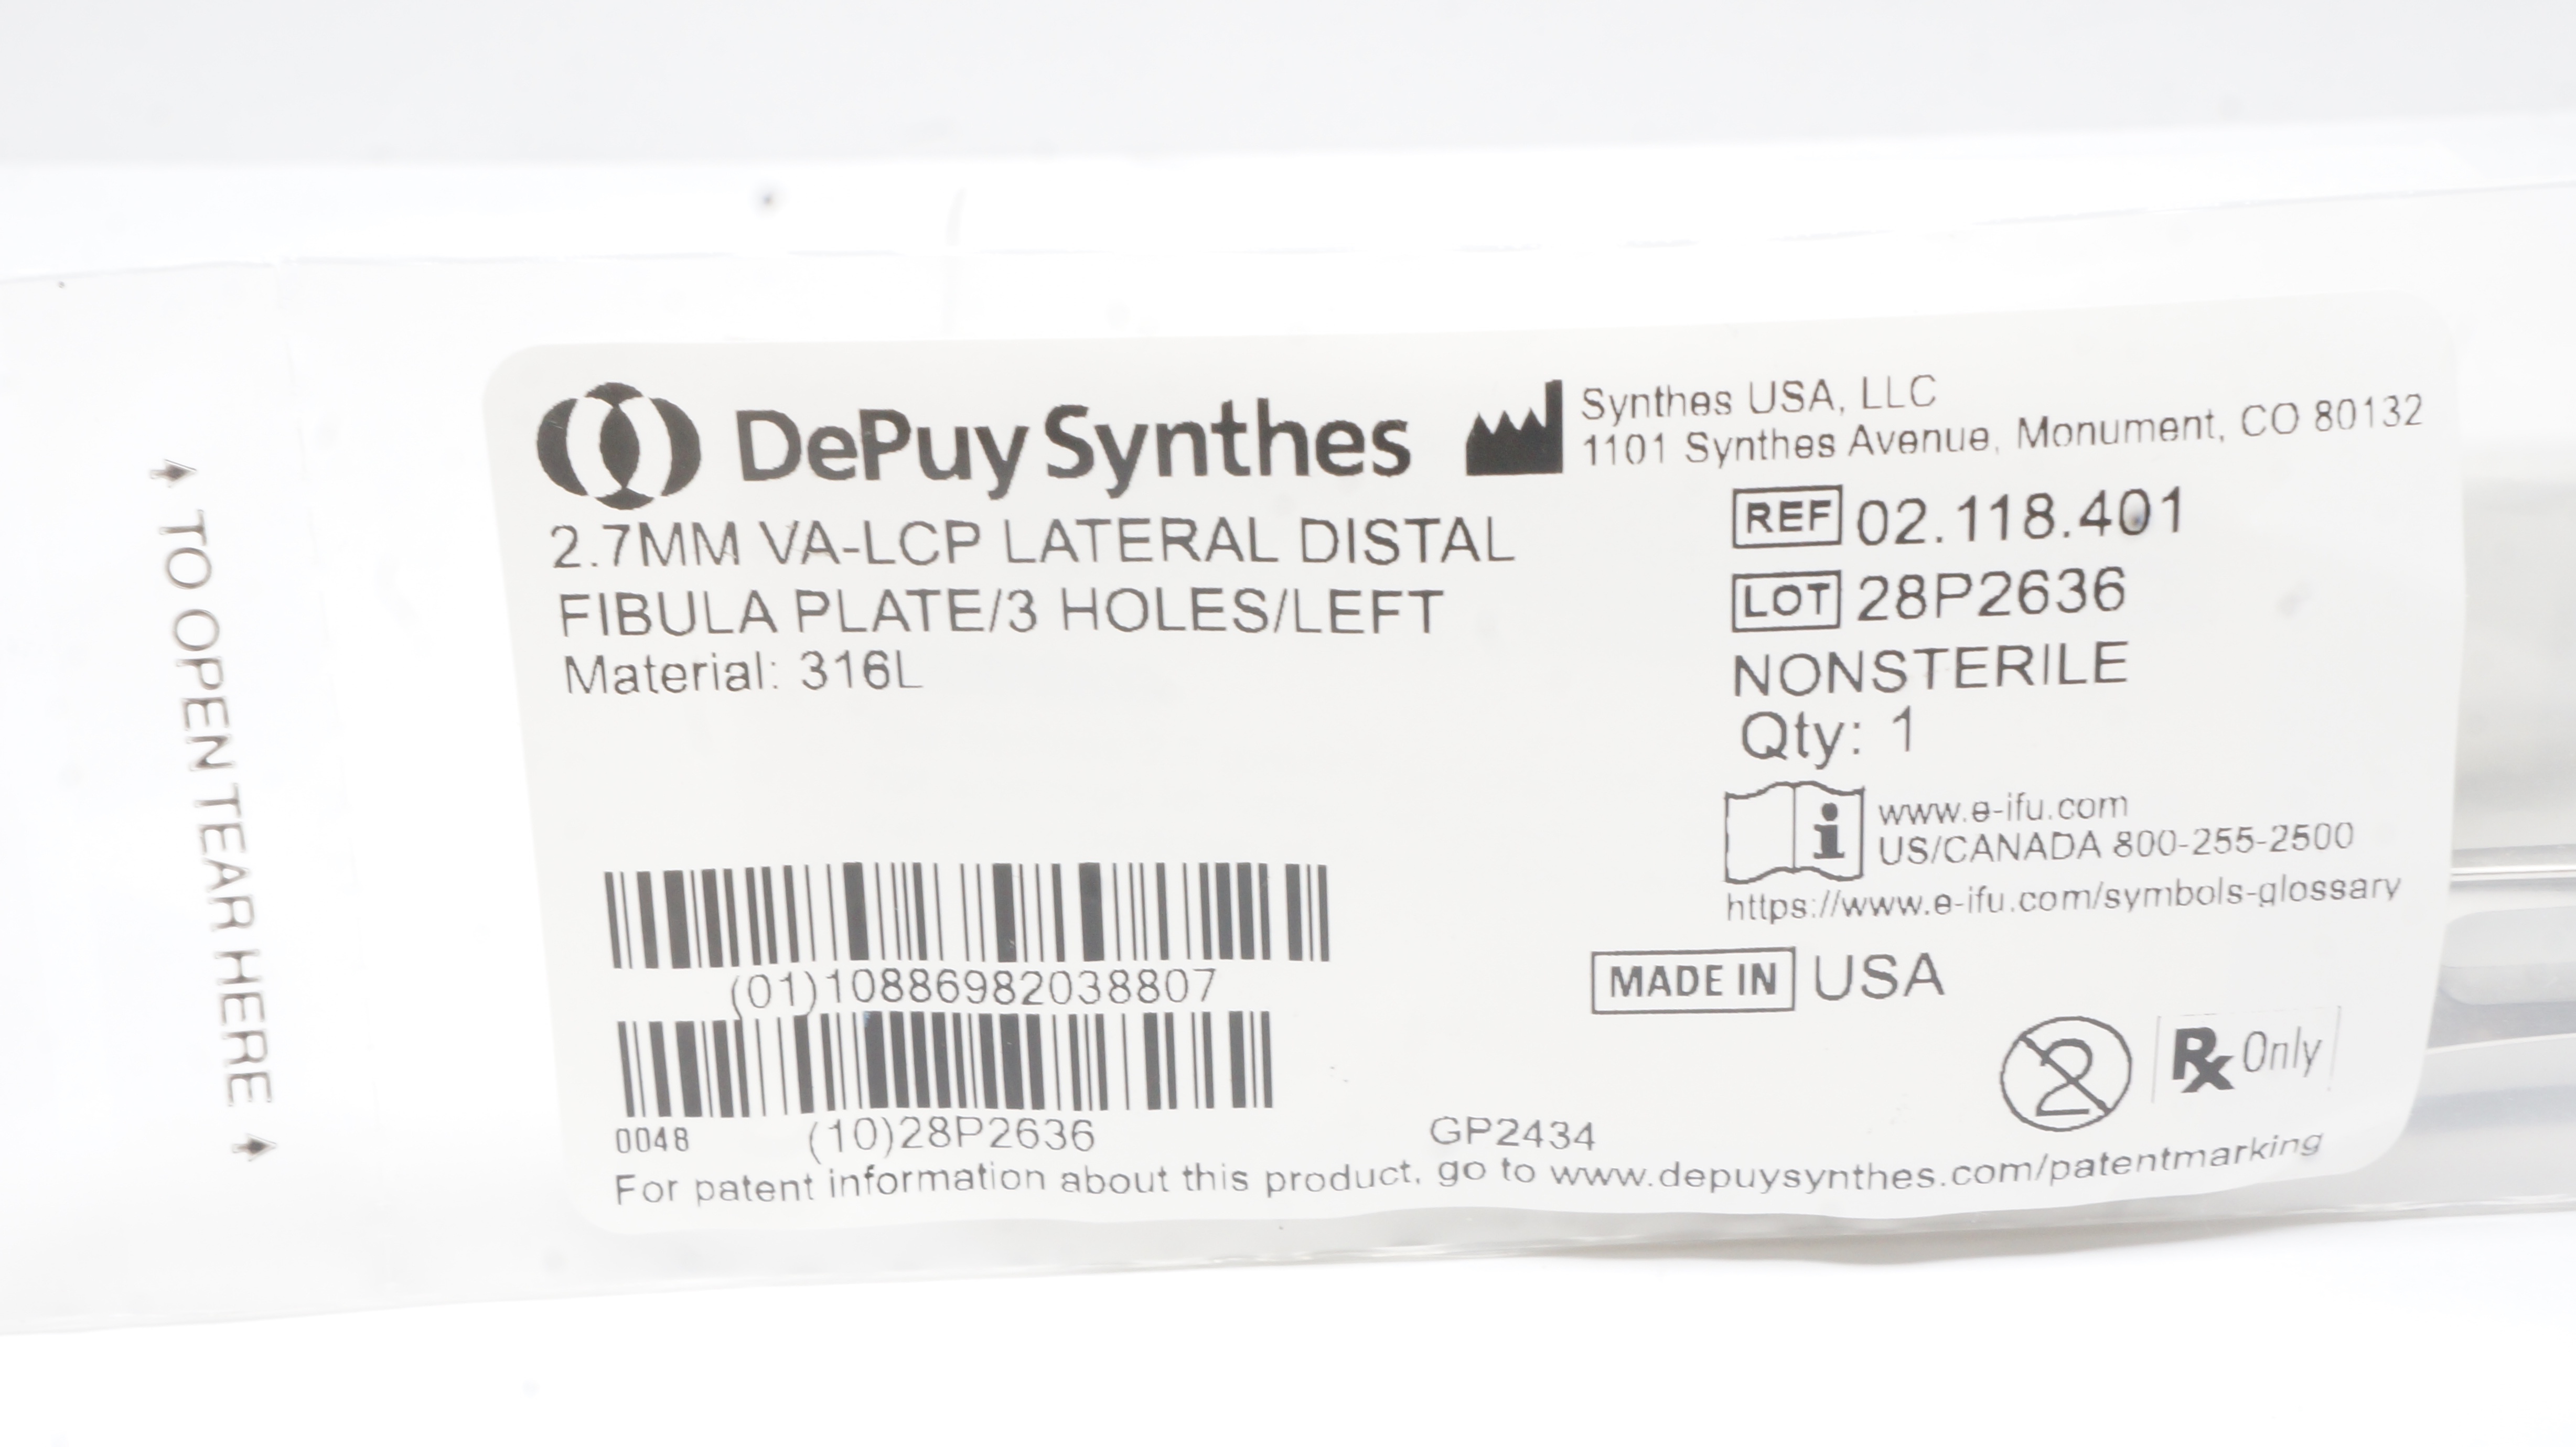 TO OPEN TEAR HERE
DePuy Synthes
Synthes USA, LLC
1101 Synthes Avenue, Monument, CO 80132
2.7MM VA-LCP LATERAL DISTAL
FIBULA PLATE/3 HOLES/LEFT
Material: 316L
REF 02.118.401
LOT 28P2636
NONSTERILE
Qty: 1
i
www.e-ifu.com
US/CANADA 800-255-2500
https://www.e-ifu.com/symbols-glossary
(01)10886982038807
MADE IN USA
2
Rx Only
0048 (10)28P2636 GP2434
For patent information about this product, go to www.depuysynthes.com/patentmarking